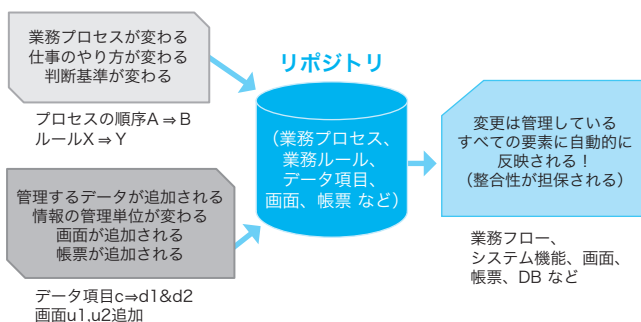 業務プロセスが変わる
仕事のやり方が変わる
判断基準が変わる
プロセスの順序A⇒B
ルールX⇒Y
管理するデータが追加される
情報の管理単位が変わる
画面が追加される
帳票が追加される
データ項目c⇒d1&d2
画面u1,u2追加
リポジトリ
（業務プロセス、
業務ルール、
データ項目、
画面、帳票 など）
変更は管理している
すべての要素に自動的に
反映される！
（整合性が担保される）
業務フロー、
システム機能、画面、
帳票、DB など